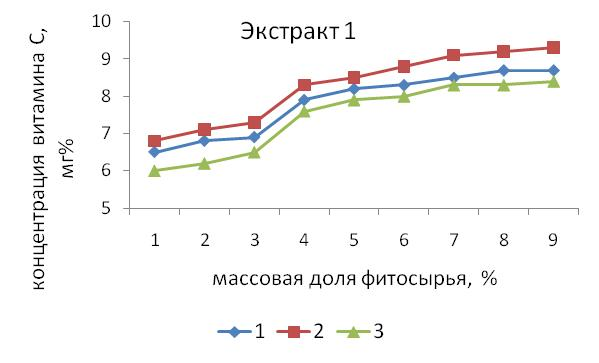 Экстракт 1
концентрация витамина С,
мг%
10
9
8
7
6
5
1 2 3 4 5 6 7 8 9
массовая доля фитосырья, %
1 2 3